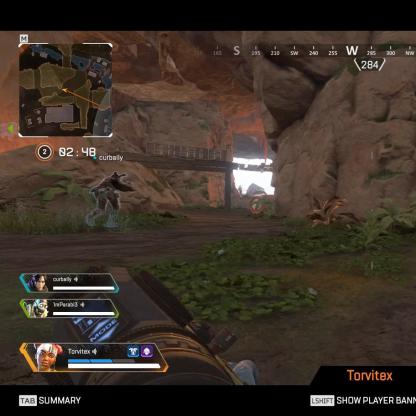 M
165 S 195 210 SW 240 255 W 285 300 NW
284
2 02:48
curbally
curbally
1mParabl3
Torvitex
Torvitex
TAB SUMMARY
LSHIFT SHOW PLAYER BANN